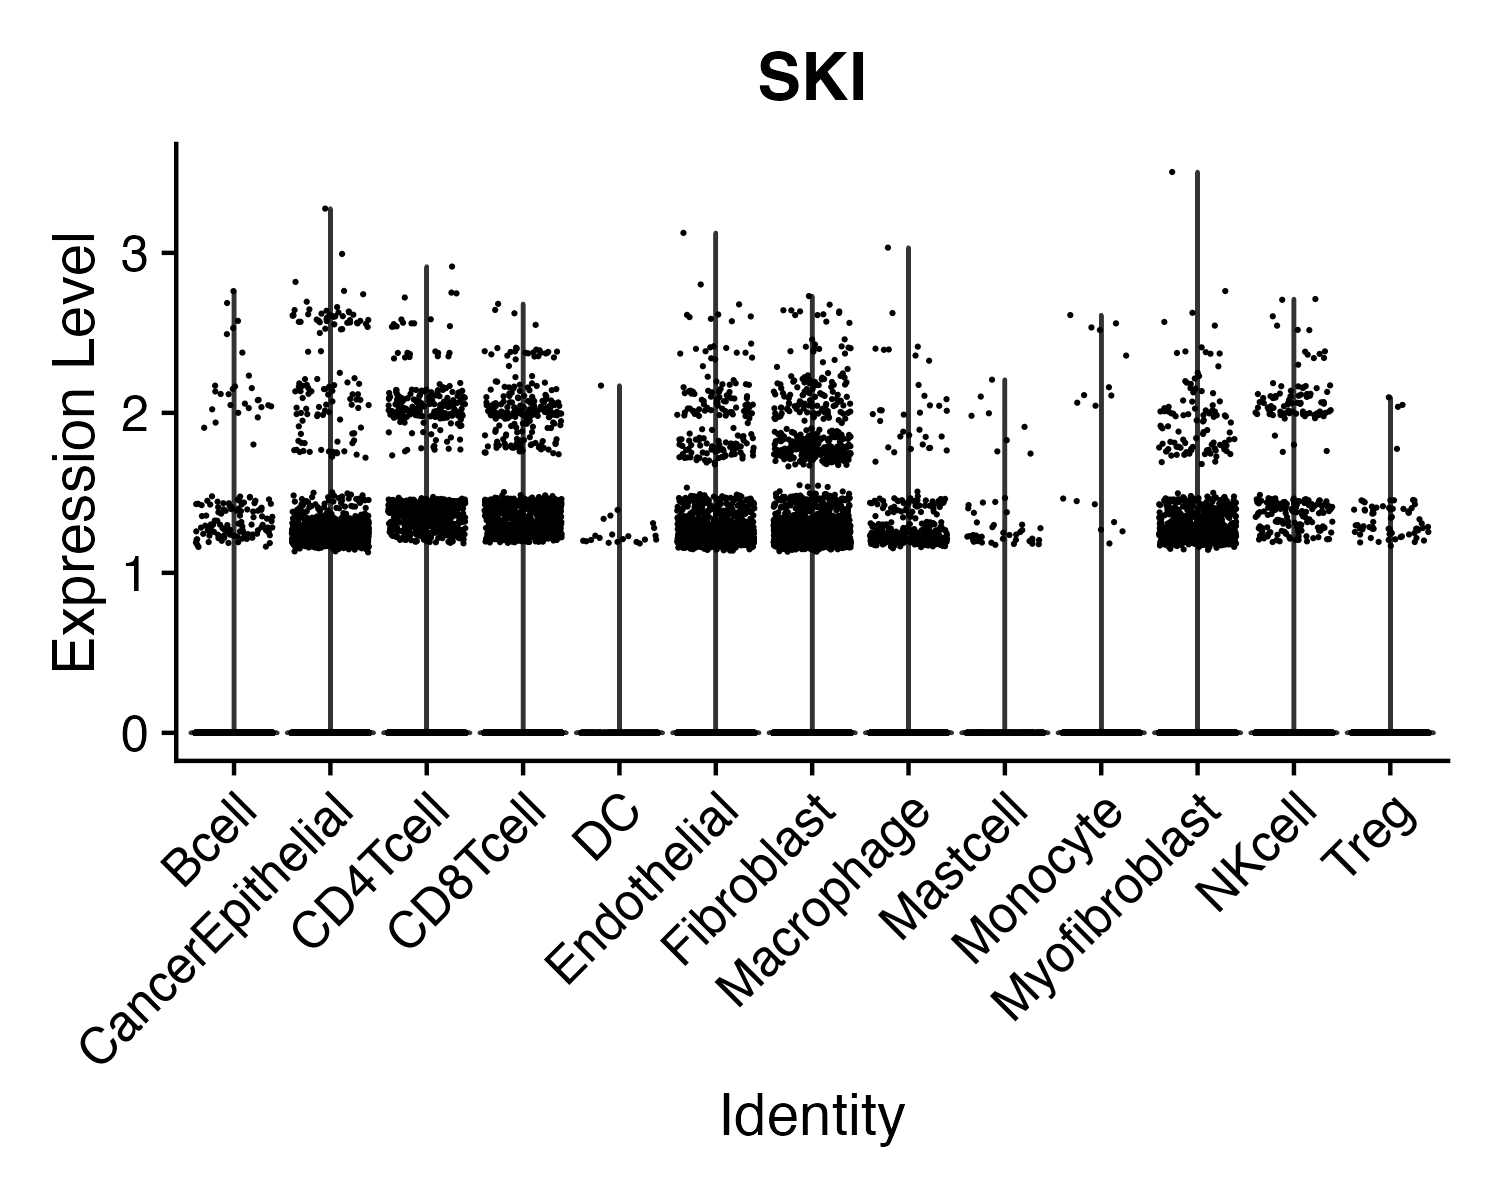 SKI
Expression Level
3
2
1
0
Bcell
CancerEpithelial
CD4Tcell
CD8Tcell
DC
Endothelial
Fibroblast
Macrophage
Mastcell
Monocyte
Myofibroblast
NKcell
Treg
Identity